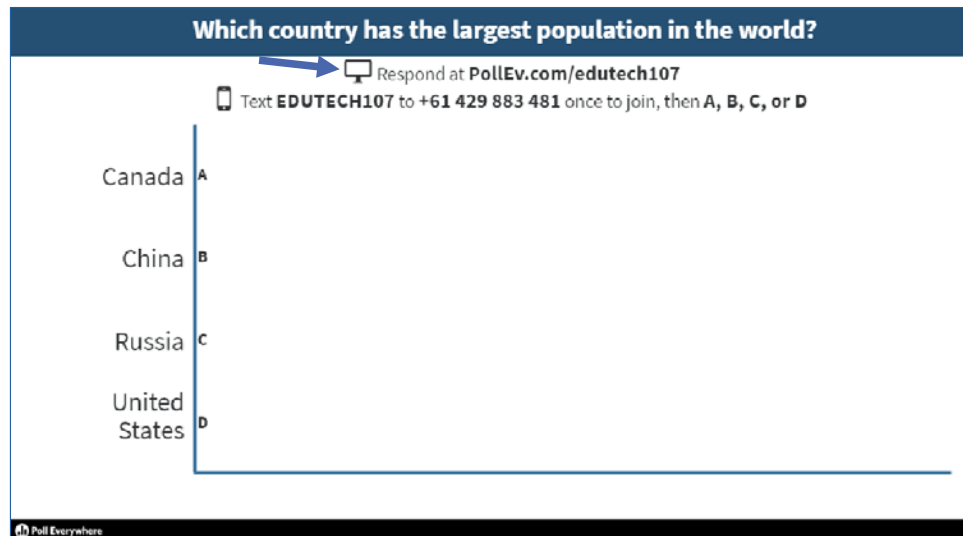 Which country has the largest population in the world?
Respond at PollEv.com/edutech107
Text EDUTECH107 to +61 429 883 481 once to join, then A, B, C, or D
Canada A
China B
Russia C
United
States D
Poll Everywhere